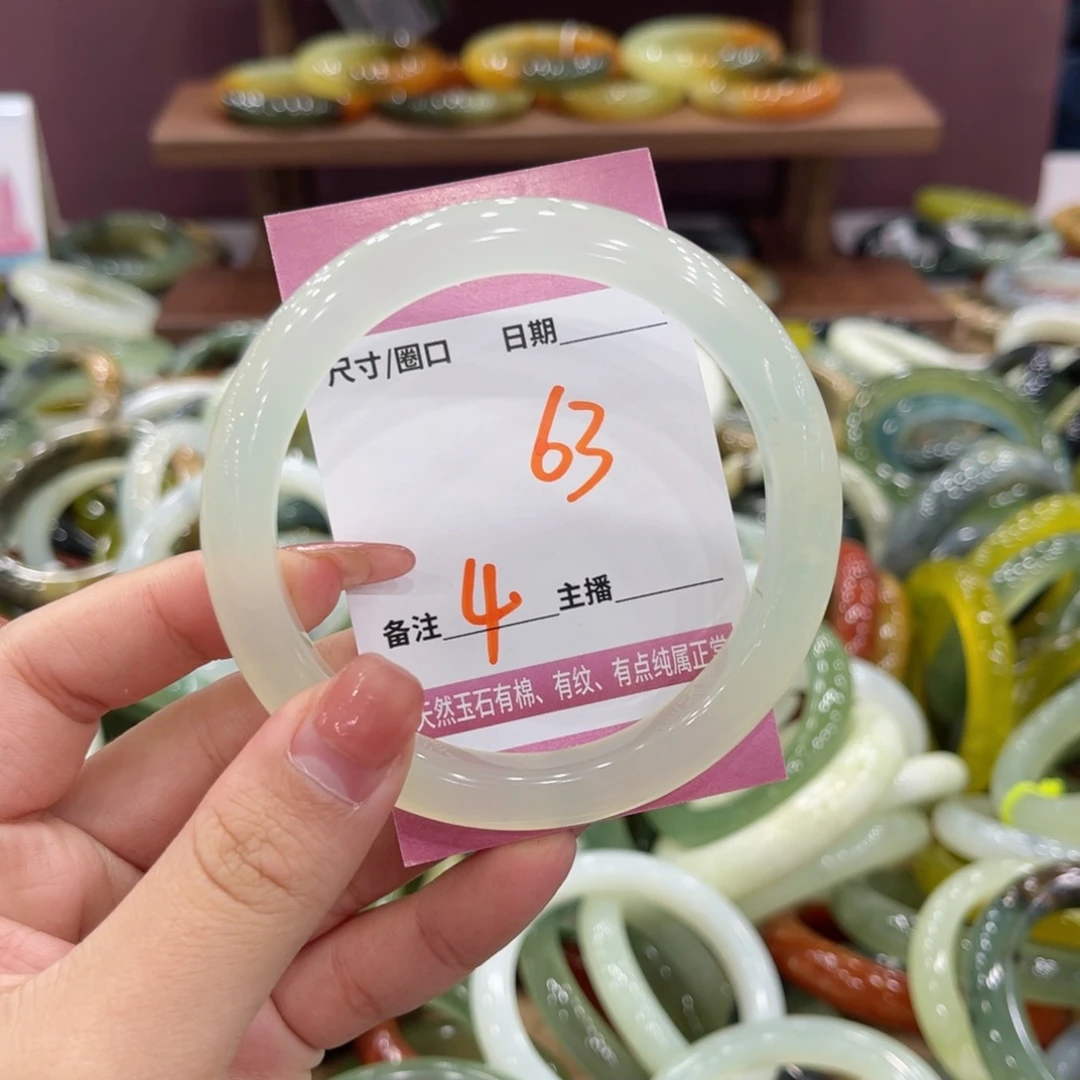 尺寸/圈口 日期
63
备注 4 主播
天然玉石有棉、有纹、有点纯属正常